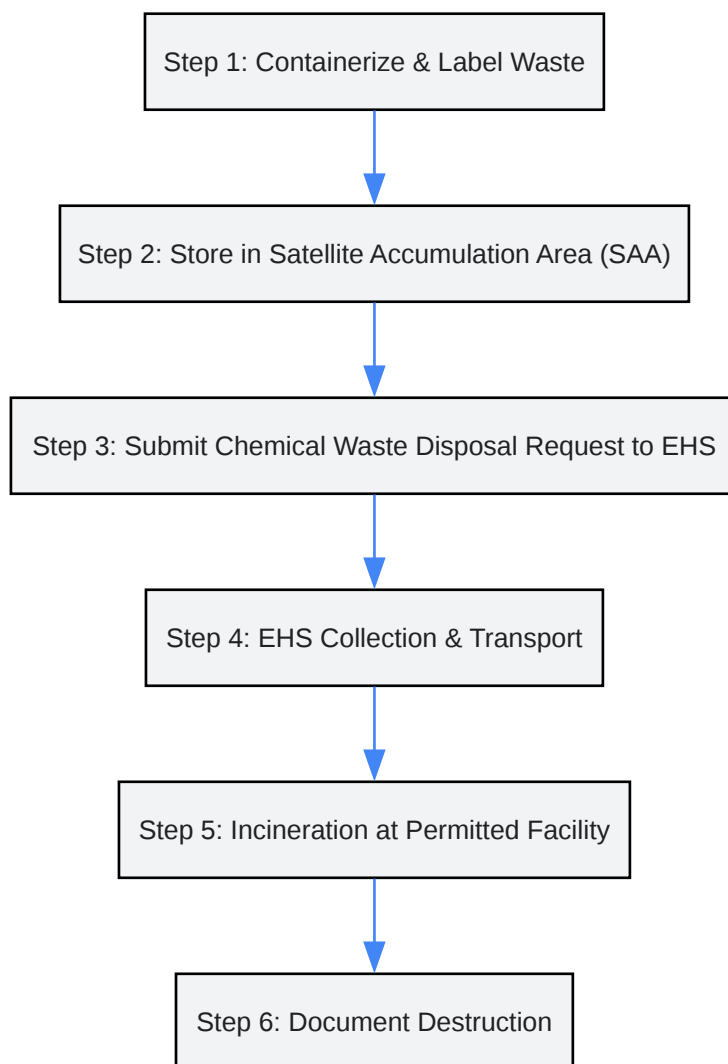 Step 1: Containerize & Label Waste
Step 2: Store in Satellite Accumulation Area (SAA)
Step 3: Submit Chemical Waste Disposal Request to EHS
Step 4: EHS Collection & Transport
Step 5: Incineration at Permitted Facility
Step 6: Document Destruction